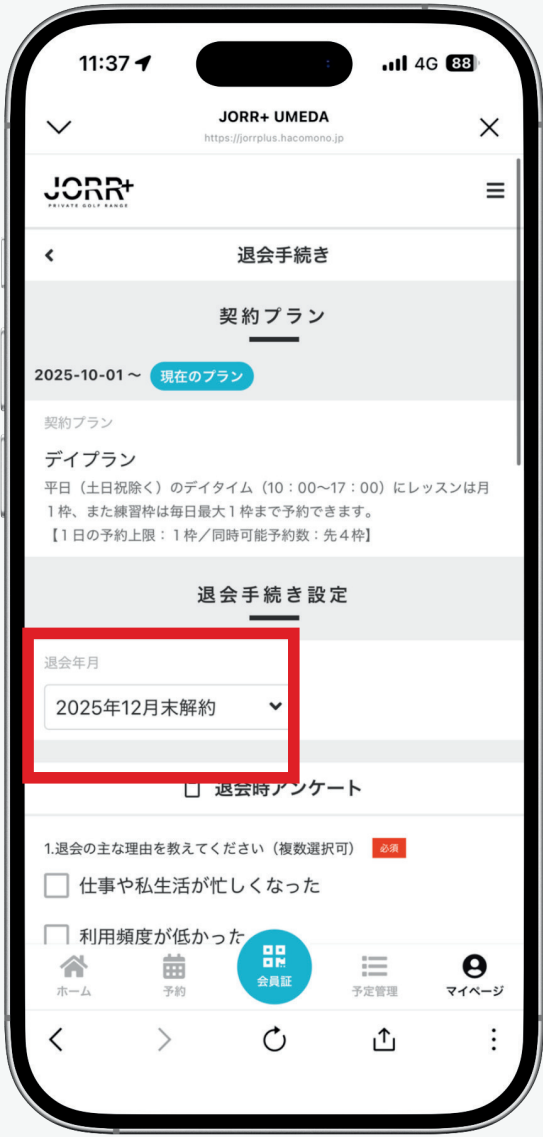 11:37
4G 88
JORR+ UMEDA
https://jorrplus.hacomono.jp
JORR+
PRIVATE GOLF RANGE
退会手続き
契約プラン
2025-10-01～ 現在のプラン
契約プラン
デイプラン
平日（土日祝除く）のデイタイム（10：00〜17：00）にレッスンは月
１枠、また練習枠は毎日最大１枠まで予約できます。
【１日の予約上限：１枠／同時可能予約数：先４枠】
退会手続き設定
退会年月
2025年12月末解約
退会時アンケート
1.退会の主な理由を教えてください（複数選択可） 必須
仕事や私生活が忙しくなった
利用頻度が低かった
ホーム 予約 会員証 予定管理 マイページ